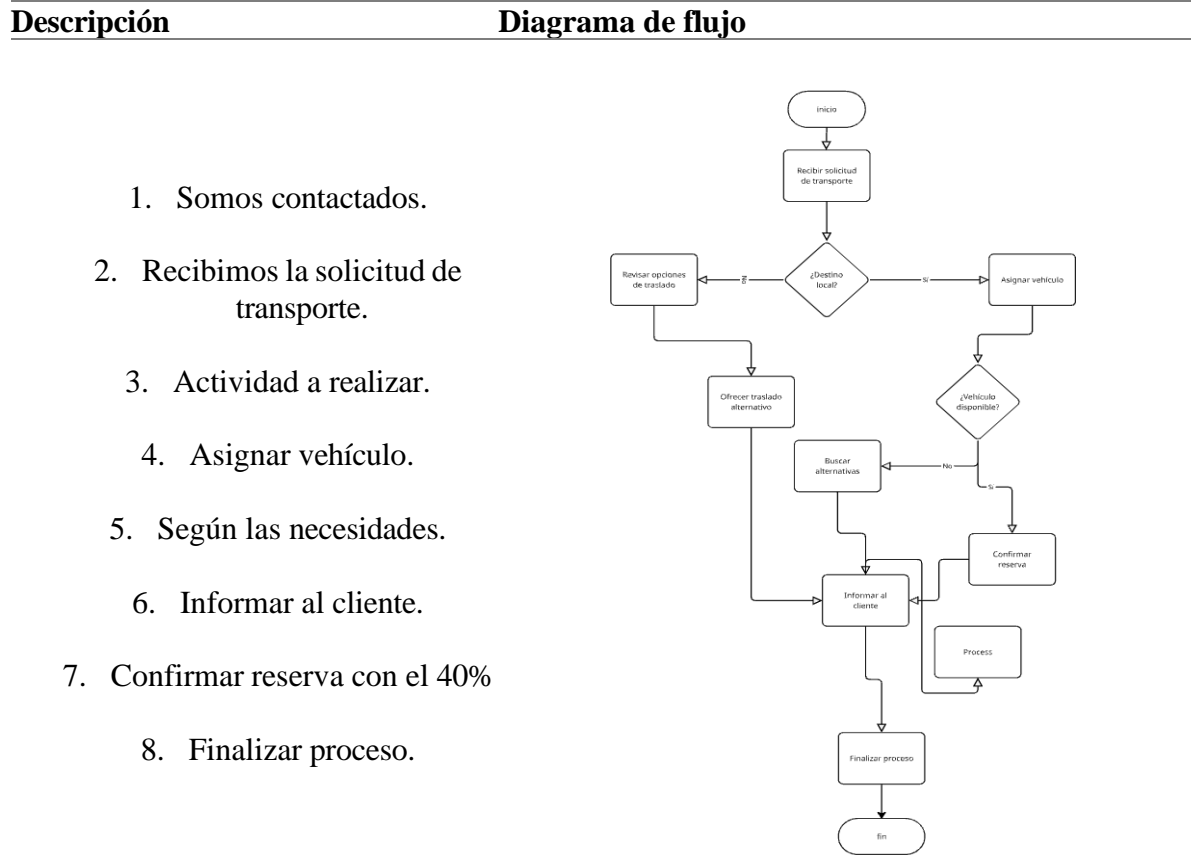 Descripción Diagrama de flujo
1. Somos contactados.
2. Recibimos la solicitud de
transporte.
3. Actividad a realizar.
4. Asignar vehículo.
5. Según las necesidades.
6. Informar al cliente.
7. Confirmar reserva con el 40%
8. Finalizar proceso.
inicio
Recibir solicitud
de transporte
¿Destino
local?
No
Si
Revisar opciones
de traslado
Asignar vehículo
Ofrecer traslado
alternativo
¿Vehículo
disponible?
Buscar
alternativas
No
Si
Confirmar
reserva
Informar al
cliente
Process
Finalizar proceso
fin